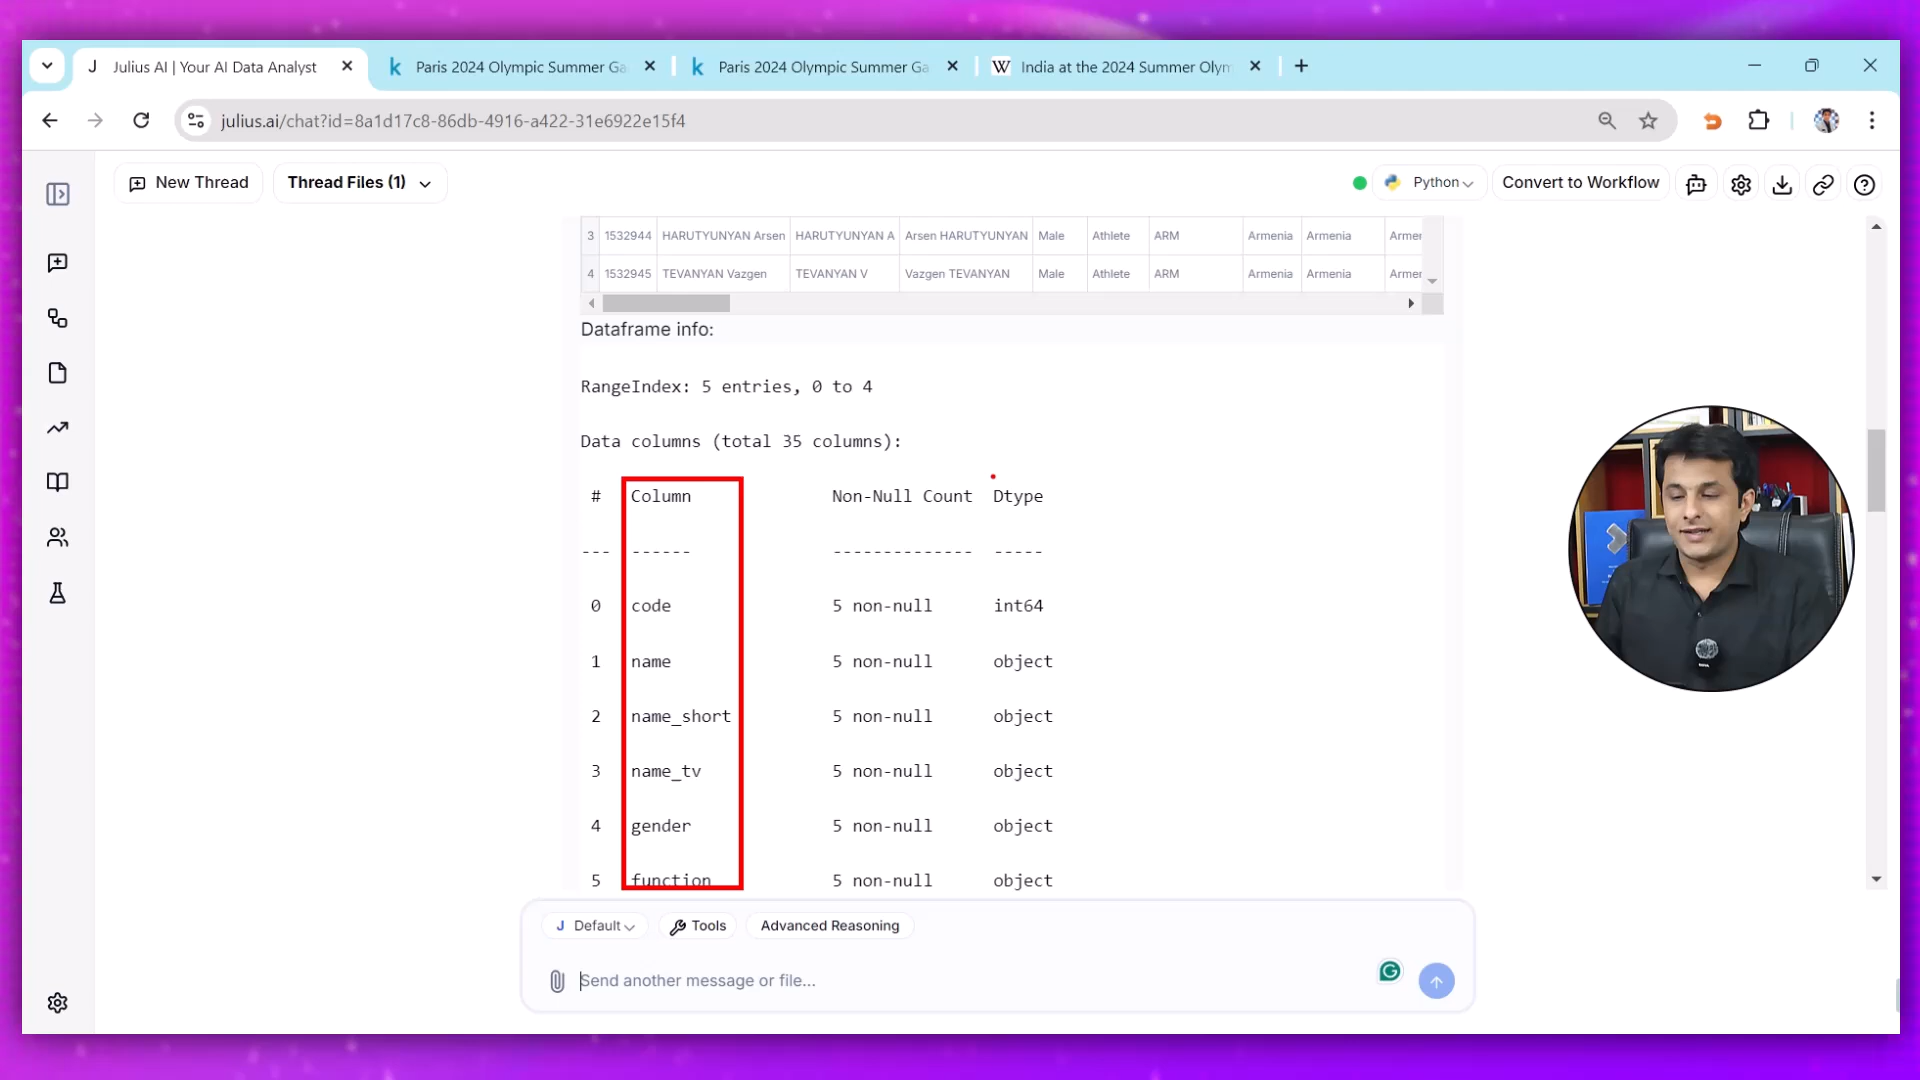 J Julius AI | Your AI Data Analyst
k Paris 2024 Olympic Summer Ga
k Paris 2024 Olympic Summer Ga
W India at the 2024 Summer Olym
julius.ai/chat?id=8a1d17c8-86db-4916-a422-31e6922e15f4
New Thread
Thread Files (1)
Python
Convert to Workflow
3 1532944 HARUTYUNYAN Arsen HARUTYUNYAN A Arsen HARUTYUNYAN Male Athlete ARM Armenia Armenia Armer
4 1532945 TEVANYAN Vazgen TEVANYAN V Vazgen TEVANYAN Male Athlete ARM Armenia Armenia Armer
Dataframe info:
RangeIndex: 5 entries, 0 to 4
Data columns (total 35 columns):
# Column Non-Null Count Dtype
--- ------ -------------- -----
0 code 5 non-null int64
1 name 5 non-null object
2 name_short 5 non-null object
3 name_tv 5 non-null object
4 gender 5 non-null object
5 function 5 non-null object
J Default
Tools
Advanced Reasoning
Send another message or file...